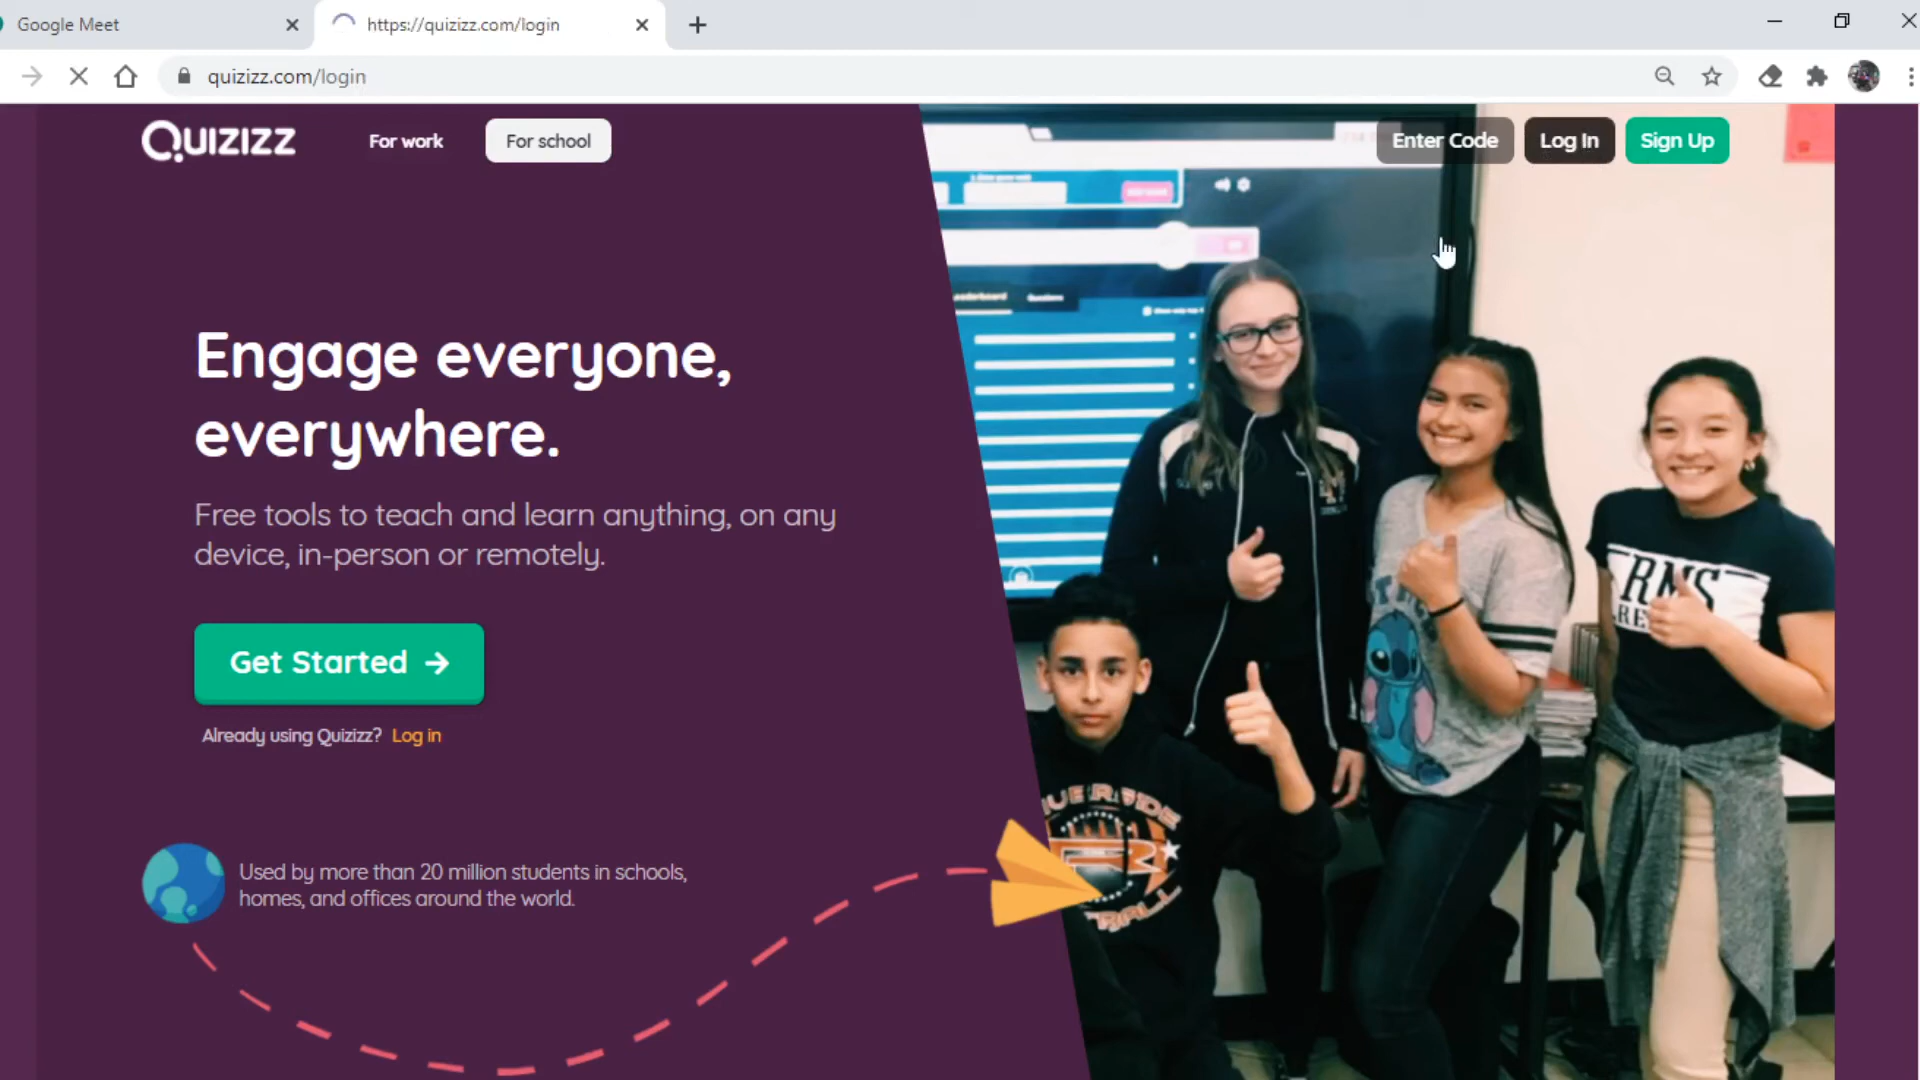 Google Meet
https://quizizz.com/login
quizizz.com/login
Quizizz
For work
For school
Enter Code
Log In
Sign Up
Engage everyone,
everywhere.
Free tools to teach and learn anything, on any
device, in-person or remotely.
Get Started
Already using Quizizz? Log in
Used by more than 20 million students in schools,
homes, and offices around the world.
Questions
RMS